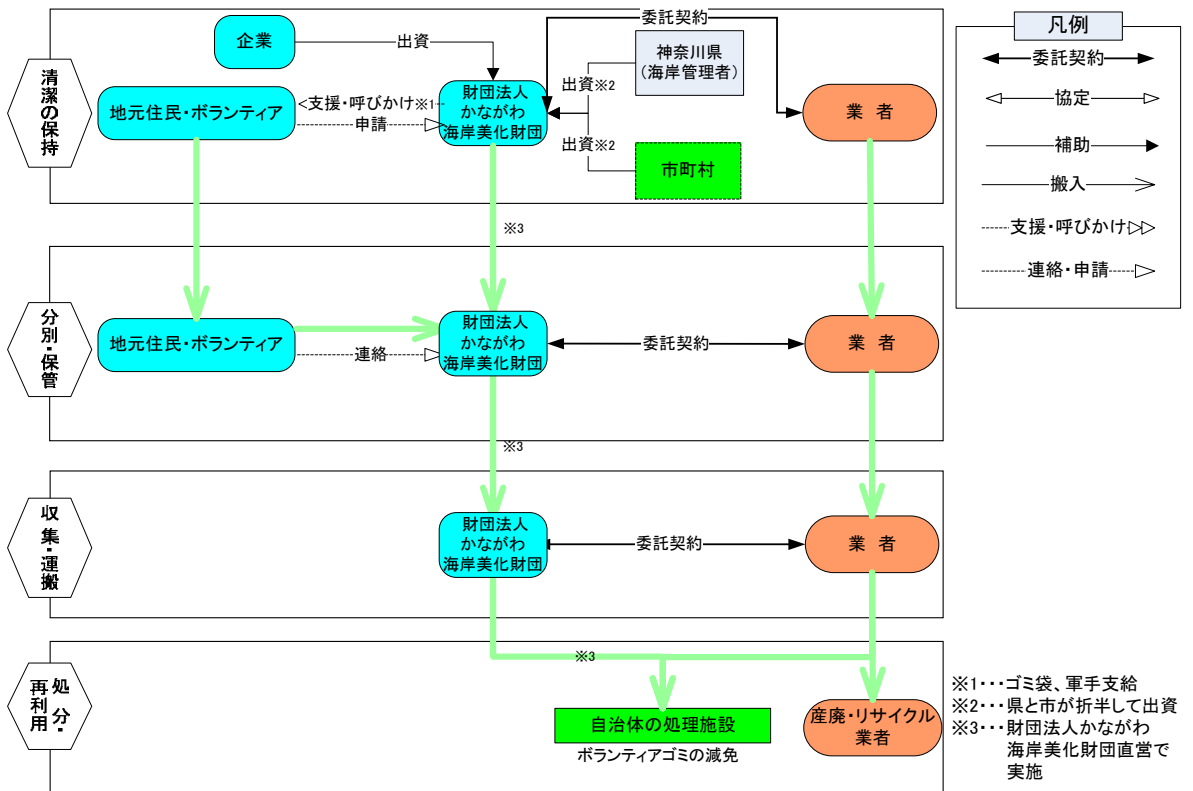 清潔の保持
企業
出資
委託契約
神奈川県
(海岸管理者)
地元住民・ボランティア
<支援・呼びかけ※1
申請
財団法人
かながわ
海岸美化財団
出資※2
出資※2
市町村
業 者
※3
凡例
委託契約
協定
補助
搬入
支援・呼びかけ
連絡・申請
分別・保管
地元住民・ボランティア
連絡
財団法人
かながわ
海岸美化財団
委託契約
業 者
※3
収集・運搬
財団法人
かながわ
海岸美化財団
委託契約
業 者
※3
処分・
再利用
自治体の処理施設
ボランティアゴミの減免
産廃・リサイクル
業者
※1・・・ゴミ袋、軍手支給
※2・・・県と市が折半して出資
※3・・・財団法人かながわ
海岸美化財団直営で
実施